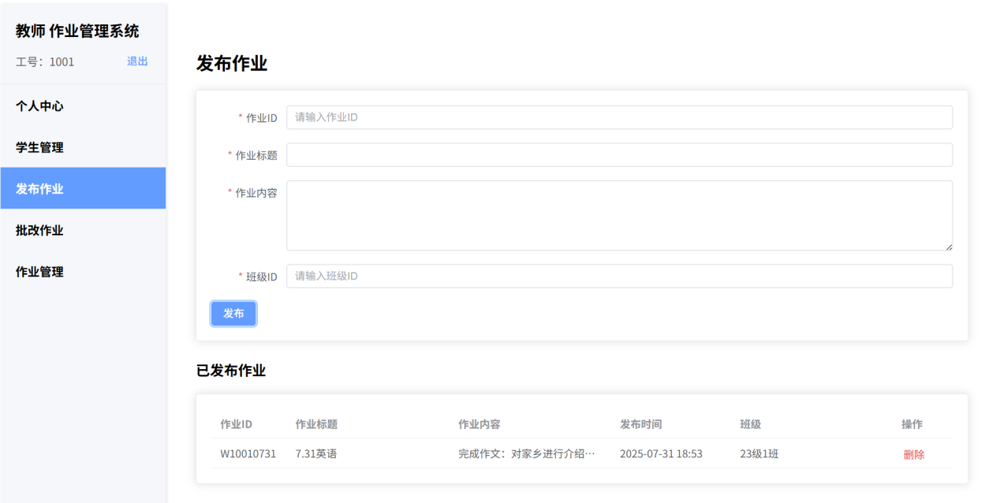 教师 作业管理系统
工号：1001 退出
个人中心
学生管理
发布作业
批改作业
作业管理
发布作业
* 作业ID 请输入作业ID
* 作业标题
* 作业内容
* 班级ID 请输入班级ID
发布
已发布作业
作业ID 作业标题 作业内容 发布时间 班级 操作
W10010731 7.31英语 完成作文：对家乡进行介绍… 2025-07-31 18:53 23级1班 删除